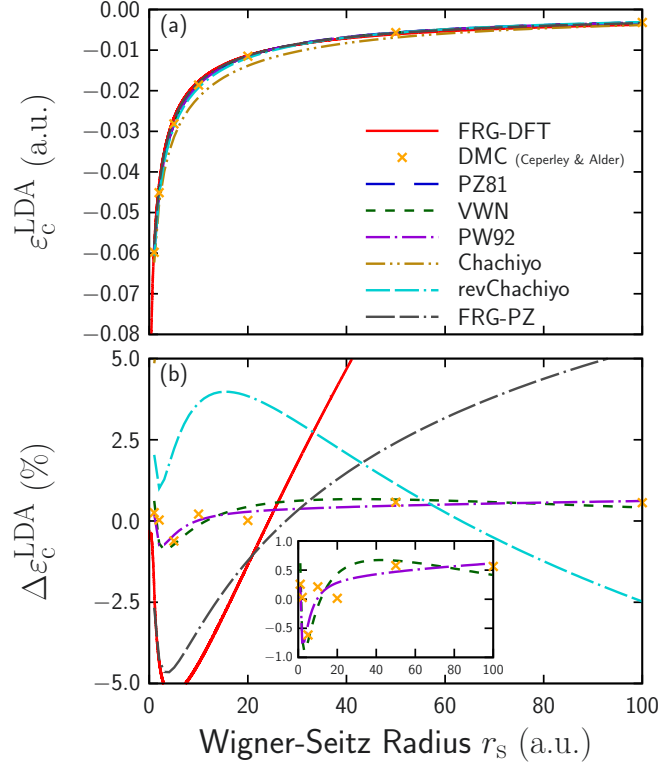 (a)
0.00
−0.01
−0.02
−0.03
−0.04
−0.05
−0.06
−0.07
−0.08
ε_c^LDA (a.u.)
FRG-DFT
DMC (Ceperley & Alder)
PZ81
VWN
PW92
Chachiyo
revChachiyo
FRG-PZ
(b)
5.0
2.5
0.0
−2.5
−5.0
Δε_c^LDA (%)
1.0
0.5
0.0
−0.5
−1.0
0 20 40 60 80 100
0 20 40 60 80 100
Wigner-Seitz Radius r_s (a.u.)